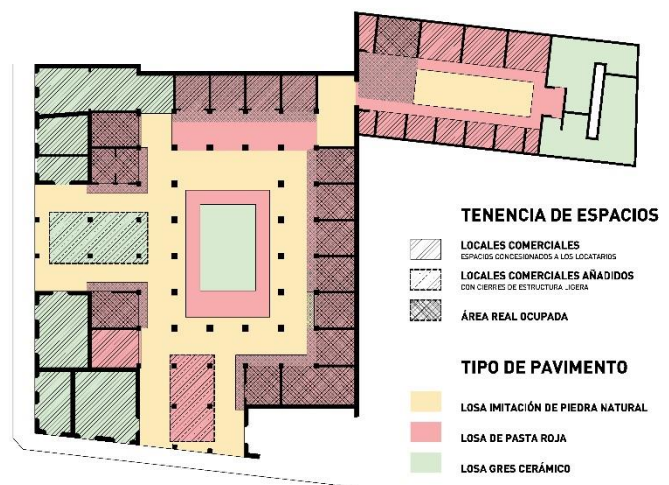 TENENCIA DE ESPACIOS
LOCALES COMERCIALES
ESPACIOS CONCESIONADOS A LOS LOCATARIOS
LOCALES COMERCIALES AÑADIDOS
CON CIERRES DE ESTRUCTURA LIGERA
ÁREA REAL OCUPADA
TIPO DE PAVIMENTO
LOSA IMITACIÓN DE PIEDRA NATURAL
LOSA DE PASTA ROJA
LOSA GRES CERÁMICO